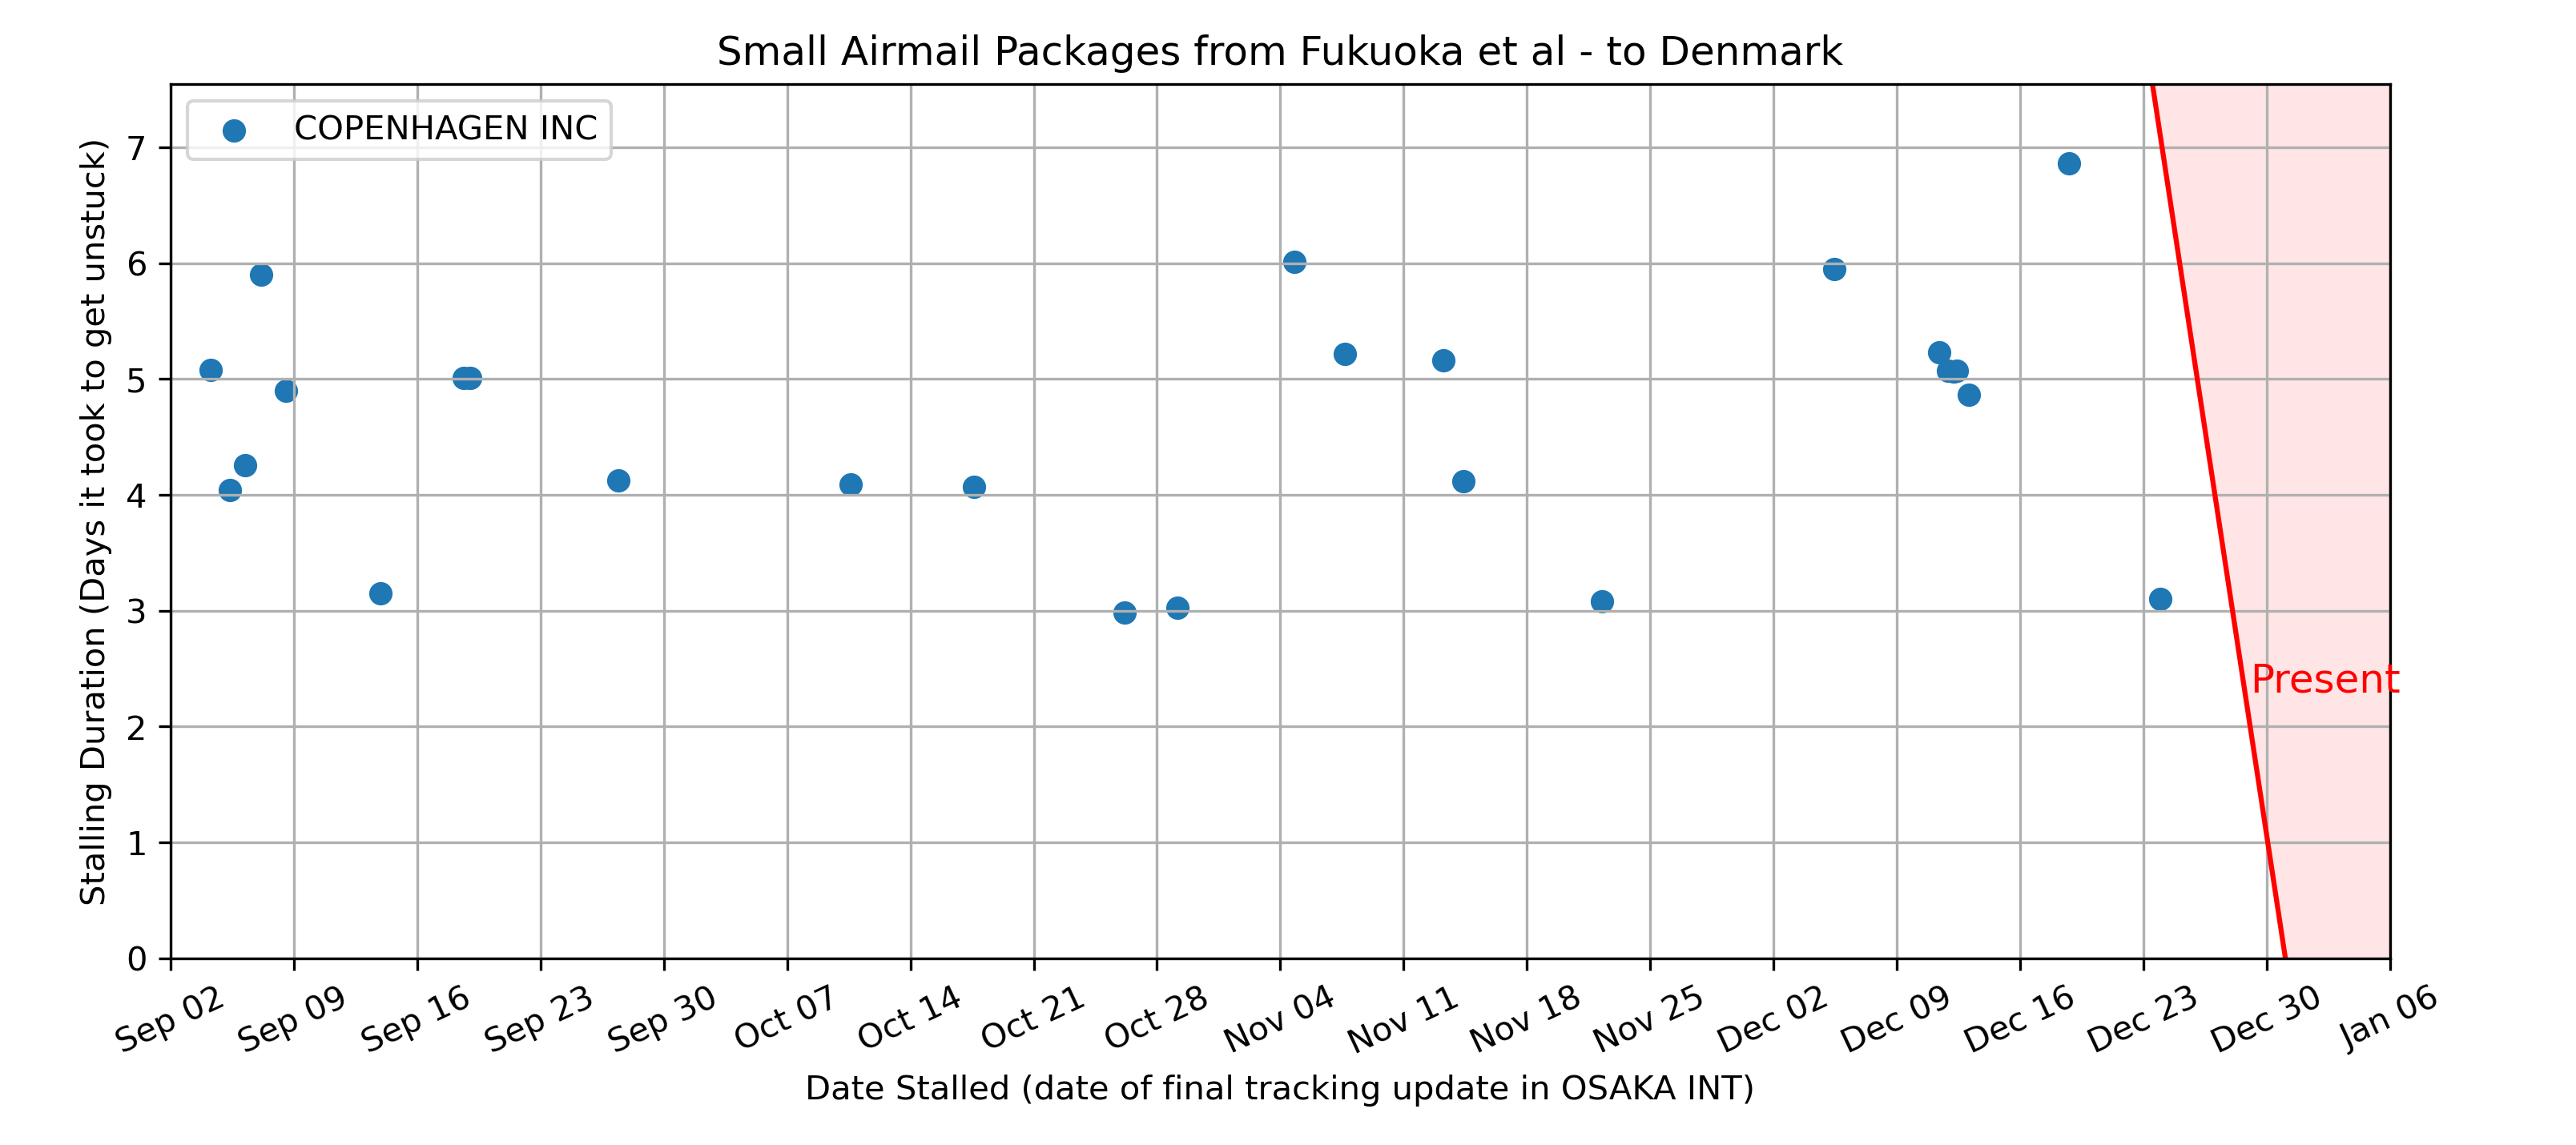 Small Airmail Packages from Fukuoka et al - to Denmark
COPENHAGEN INC
Stalling Duration (Days it took to get unstuck)
7
6
5
4
3
2
1
0
Present
Sep 02
Sep 09
Sep 16
Sep 23
Sep 30
Oct 07
Oct 14
Oct 21
Oct 28
Nov 04
Nov 11
Nov 18
Nov 25
Dec 02
Dec 09
Dec 16
Dec 23
Dec 30
Jan 06
Date Stalled (date of final tracking update in OSAKA INT)